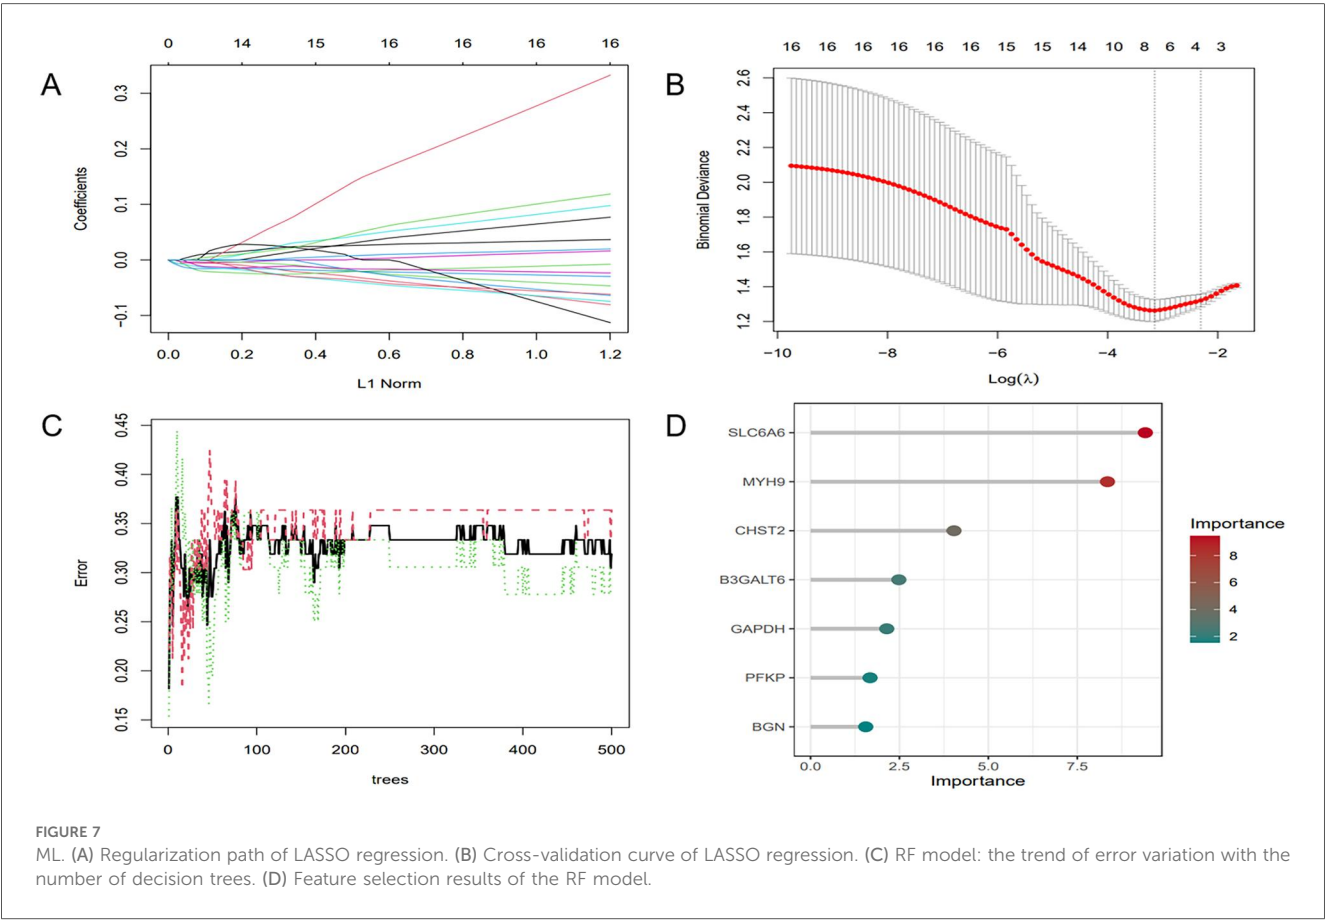 A
0 14 15 16 16 16 16
Coefficients
0.3
0.2
0.1
0.0
−0.1
0.0 0.2 0.4 0.6 0.8 1.0 1.2
L1 Norm
B
16 16 16 16 16 16 15 15 14 10 8 6 4 3
Binomial Deviance
2.6
2.4
2.2
2.0
1.8
1.6
1.4
1.2
−10 −8 −6 −4 −2
Log(λ)
C
Error
0.45
0.40
0.35
0.30
0.25
0.20
0.15
0 100 200 300 400 500
trees
D
SLC6A6
MYH9
CHST2
B3GALT6
GAPDH
PFKP
BGN
0.0 2.5 5.0 7.5
Importance
Importance
8
6
4
2
FIGURE 7
ML. (A) Regularization path of LASSO regression. (B) Cross-validation curve of LASSO regression. (C) RF model: the trend of error variation with the
number of decision trees. (D) Feature selection results of the RF model.